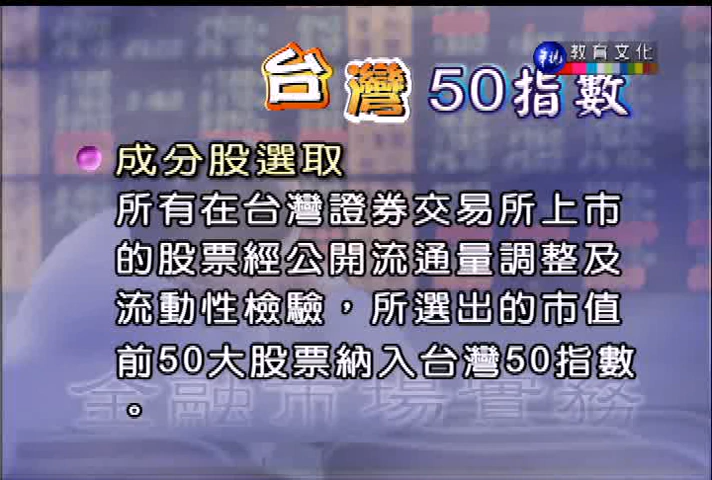 台灣50指數
華視 教育文化
成分股選取
所有在台灣證券交易所上市
的股票經公開流通量調整及
流動性檢驗，所選出的市值
前50大股票納入台灣50指數
。
金融市場實務